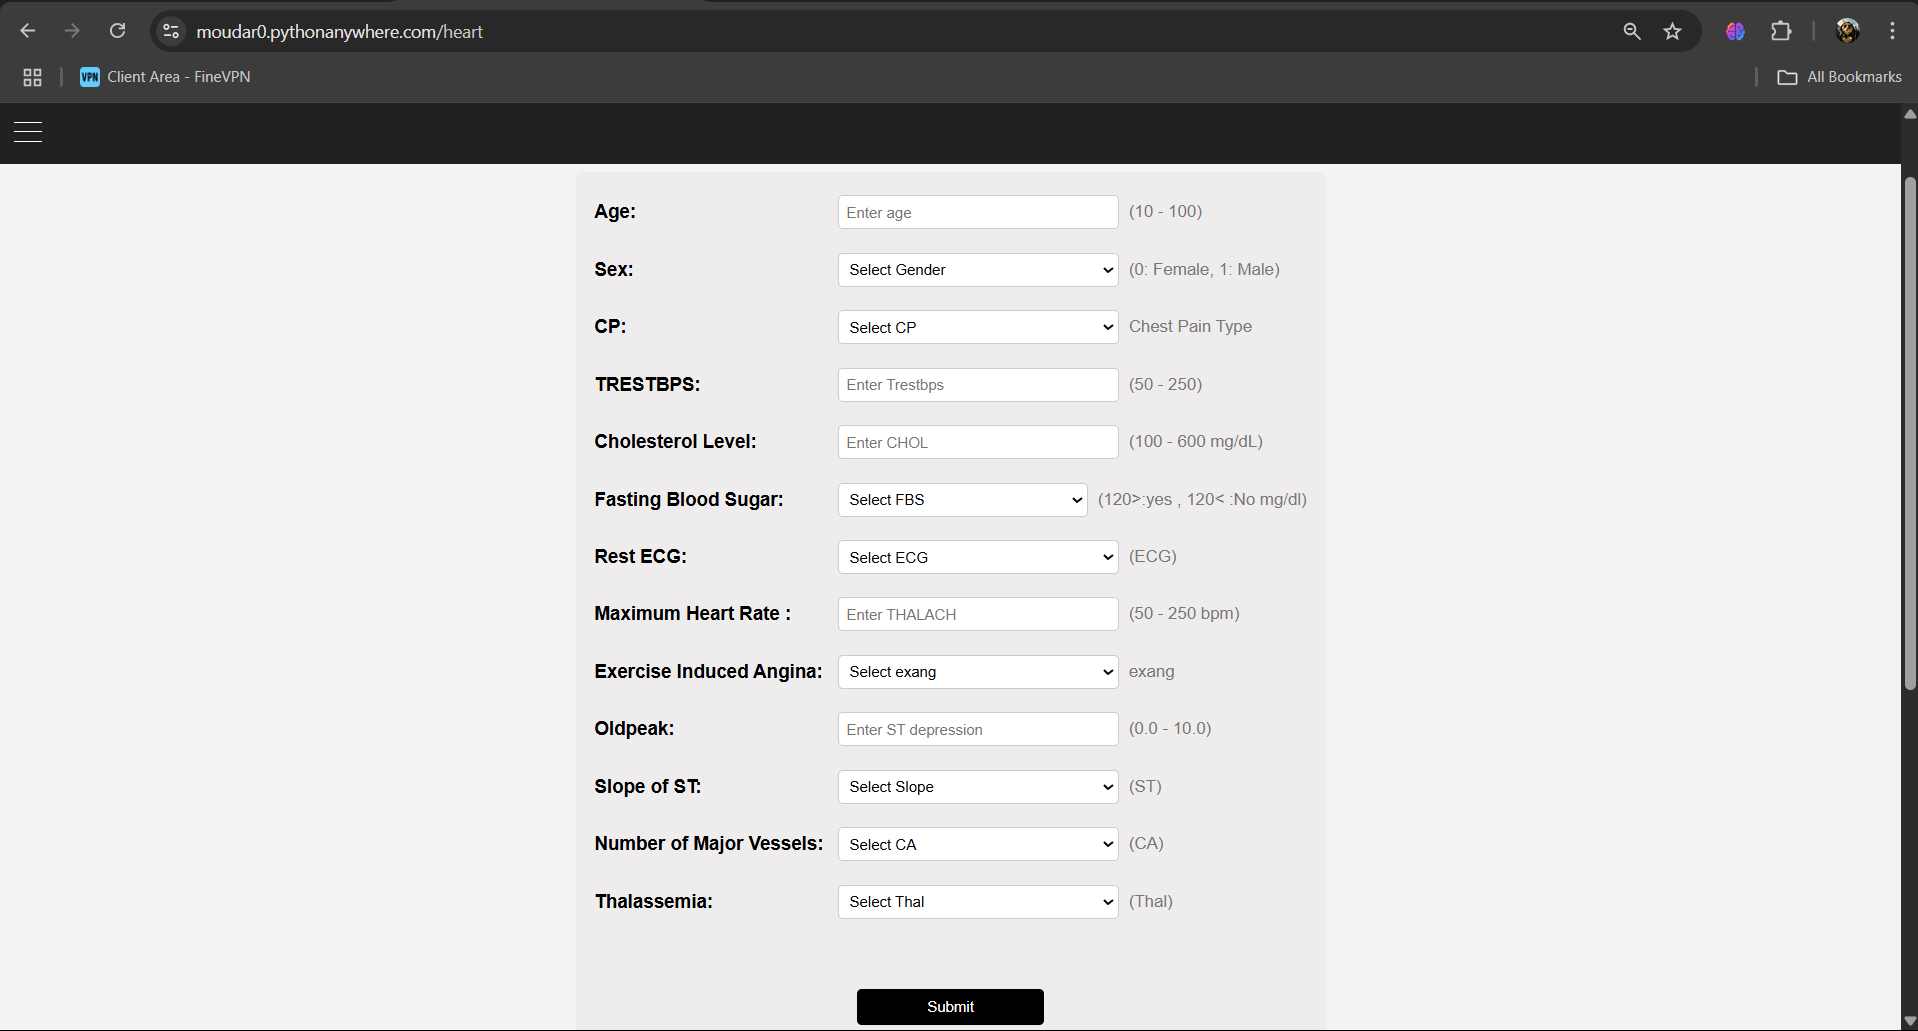 moudar0.pythonanywhere.com/heart
VPN Client Area - FineVPN
All Bookmarks
Age: Enter age (10 - 100)
Sex: Select Gender (0: Female, 1: Male)
CP: Select CP Chest Pain Type
TRESTBPS: Enter Trestbps (50 - 250)
Cholesterol Level: Enter CHOL (100 - 600 mg/dL)
Fasting Blood Sugar: Select FBS (120>:yes , 120< :No mg/dl)
Rest ECG: Select ECG (ECG)
Maximum Heart Rate : Enter THALACH (50 - 250 bpm)
Exercise Induced Angina: Select exang exang
Oldpeak: Enter ST depression (0.0 - 10.0)
Slope of ST: Select Slope (ST)
Number of Major Vessels: Select CA (CA)
Thalassemia: Select Thal (Thal)
Submit